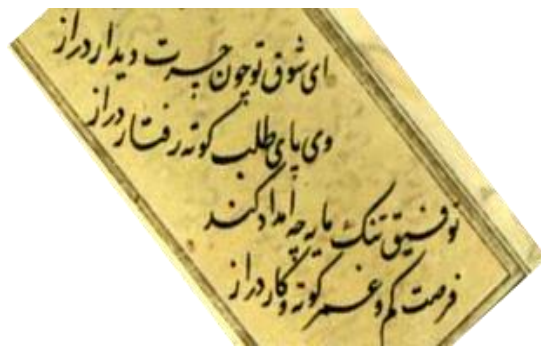 ای شوق تو چون حسرت دیدار دراز
وی پای طلب کوته رفتار دراز
توفیق تنک مایه چه امداد کند
فرصت کم و عمر کوته و کار دراز